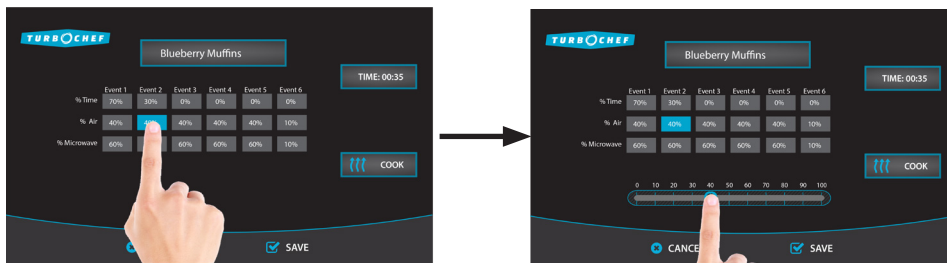 TURBOCHEF
Blueberry Muffins
TIME: 00:35
Event 1 Event 2 Event 3 Event 4 Event 5 Event 6
% Time 70% 30% 0% 0% 0% 0%
% Air 40% 40% 40% 40% 10%
% Microwave 60% 60% 60% 60% 10%
COOK
SAVE
TURBOCHEF
Blueberry Muffins
TIME: 00:35
Event 1 Event 2 Event 3 Event 4 Event 5 Event 6
% Time 70% 30% 0% 0% 0% 0%
% Air 40% 40% 40% 40% 40% 10%
% Microwave 60% 60% 60% 60% 60% 10%
COOK
0 10 20 30 40 50 60 70 80 90 100
CANCE
SAVE